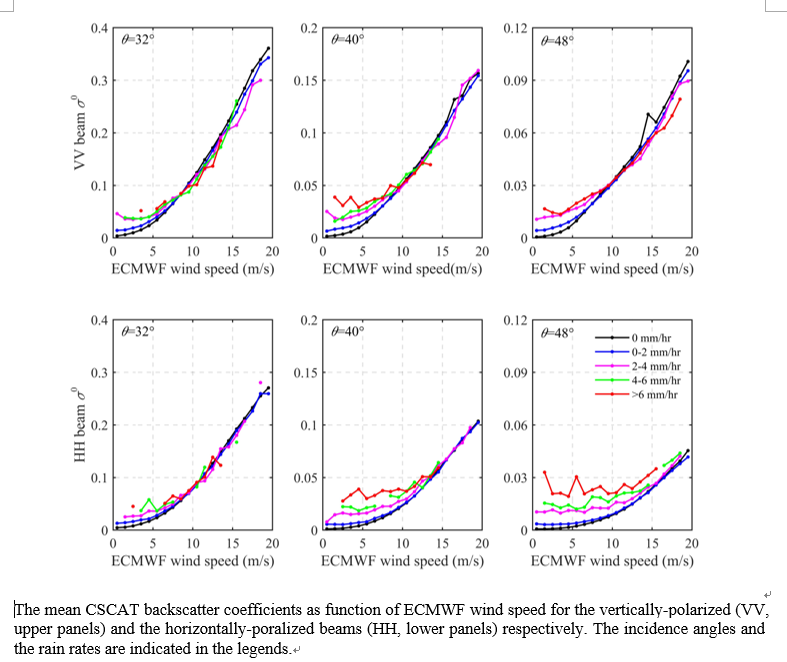 0.4 0.2 0.12
θ=32° θ=40° θ=48°
0.3 0.15 0.09
VV beam σ⁰
0.2 0.1 0.06
0.1 0.05 0.03
0 0 0
0 5 10 15 20 0 5 10 15 20 0 5 10 15 20
ECMWF wind speed (m/s) ECMWF wind speed(m/s) ECMWF wind speed (m/s)
0.4 0.2 0.12
θ=32° θ=40° θ=48°
0 mm/hr
0-2 mm/hr
2-4 mm/hr
4-6 mm/hr
>6 mm/hr
0.3 0.15 0.09
HH beam σ⁰
0.2 0.1 0.06
0.1 0.05 0.03
0 0 0
0 5 10 15 20 0 5 10 15 20 0 5 10 15 20
ECMWF wind speed (m/s) ECMWF wind speed (m/s) ECMWF wind speed (m/s)
The mean CSCAT backscatter coefficients as function of ECMWF wind speed for the vertically-polarized (VV,
upper panels) and the horizontally-poralized beams (HH, lower panels) respectively. The incidence angles and
the rain rates are indicated in the legends.